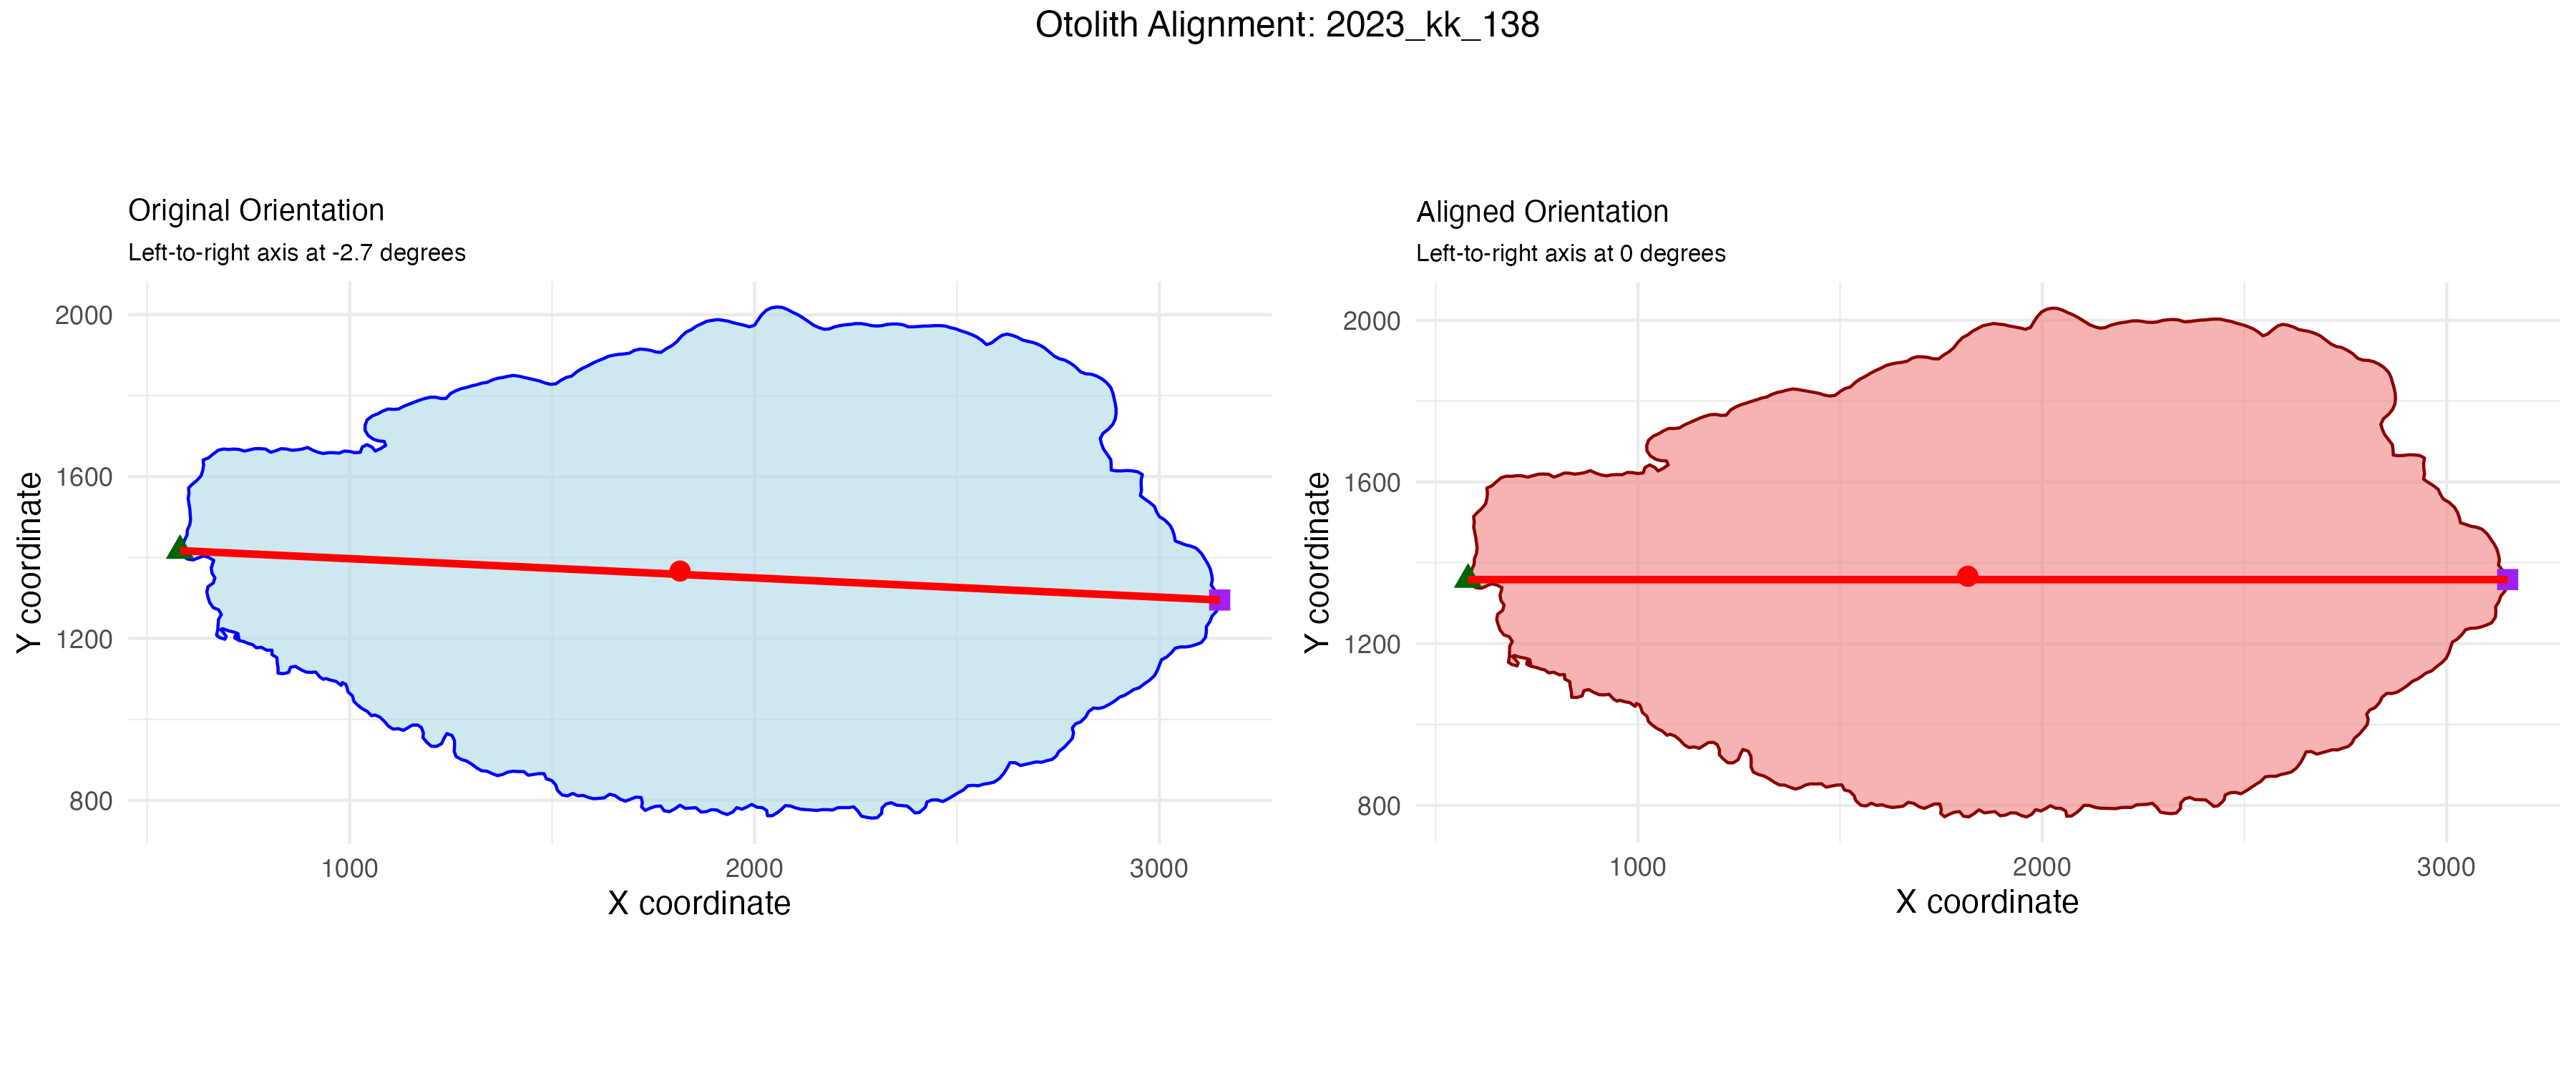 Otolith Alignment: 2023_kk_138
Original Orientation
Left-to-right axis at -2.7 degrees
2000
1600
1200
800
Y coordinate
1000
2000
3000
X coordinate
Aligned Orientation
Left-to-right axis at 0 degrees
2000
1600
1200
800
Y coordinate
1000
2000
3000
X coordinate